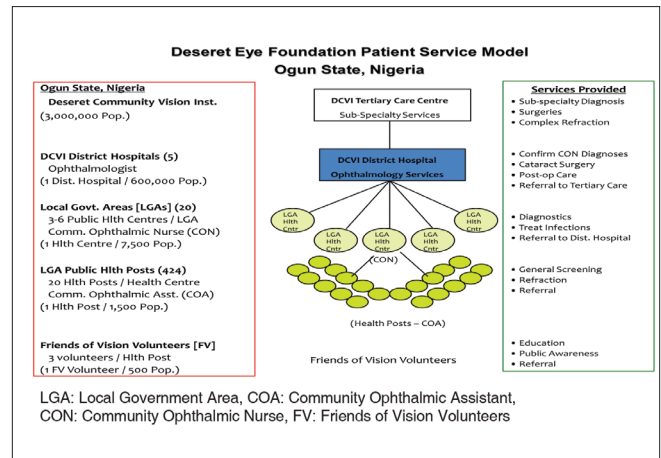 Deseret Eye Foundation Patient Service Model
Ogun State, Nigeria
Ogun State, Nigeria
Deseret Community Vision Inst.
(3,000,000 Pop.)
DCVI District Hospitals (5)
Ophthalmologist
(1 Dist. Hospital / 600,000 Pop.)
Local Govt. Areas [LGAs] (20)
3-6 Public Hlth Centres / LGA
Comm. Ophthalmic Nurse (CON)
(1 Hlth Centre / 7,500 Pop.)
LGA Public Hlth Posts (424)
20 Hlth Posts / Health Centre
Comm. Ophthalmic Asst. (COA)
(1 Hlth Post / 1,500 Pop.)
Friends of Vision Volunteers [FV]
3 volunteers / Hlth Post
(1 FV Volunteer / 500 Pop.)
DCVI Tertiary Care Centre
Sub-Specialty Services
DCVI District Hospital
Ophthalmology Services
LGA
Hlth
Cntr
LGA
Hlth
Cntr
LGA
Hlth
Cntr
LGA
Hlth
Cntr
LGA
Hlth
Cntr
(CON)
(Health Posts – COA)
Friends of Vision Volunteers
Services Provided
• Sub-specialty Diagnosis
• Surgeries
• Complex Refraction
• Confirm CON Diagnoses
• Cataract Surgery
• Post-op Care
• Referral to Tertiary Care
• Diagnostics
• Treat Infections
• Referral to Dist. Hospital
• General Screening
• Refraction
• Referral
• Education
• Public Awareness
• Referral
LGA: Local Government Area, COA: Community Ophthalmic Assistant,
CON: Community Ophthalmic Nurse, FV: Friends of Vision Volunteers